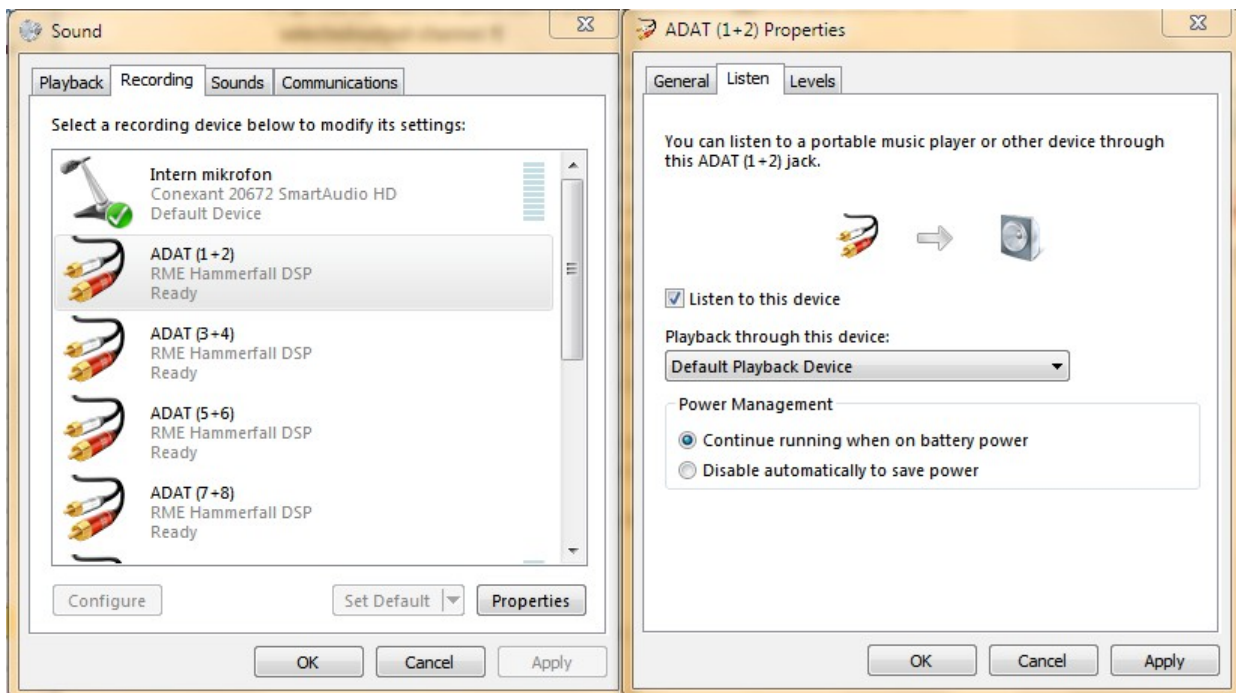 Sound
Playback
Recording
Sounds
Communications
Select a recording device below to modify its settings:
Intern mikrofon
Conexant 20672 SmartAudio HD
Default Device
ADAT (1+2)
RME Hammerfall DSP
Ready
ADAT (3+4)
RME Hammerfall DSP
Ready
ADAT (5+6)
RME Hammerfall DSP
Ready
ADAT (7+8)
RME Hammerfall DSP
Ready
Configure
Set Default
Properties
OK
Cancel
Apply
ADAT (1+2) Properties
General
Listen
Levels
You can listen to a portable music player or other device through
this ADAT (1+2) jack.
Listen to this device
Playback through this device:
Default Playback Device
Power Management
Continue running when on battery power
Disable automatically to save power
OK
Cancel
Apply